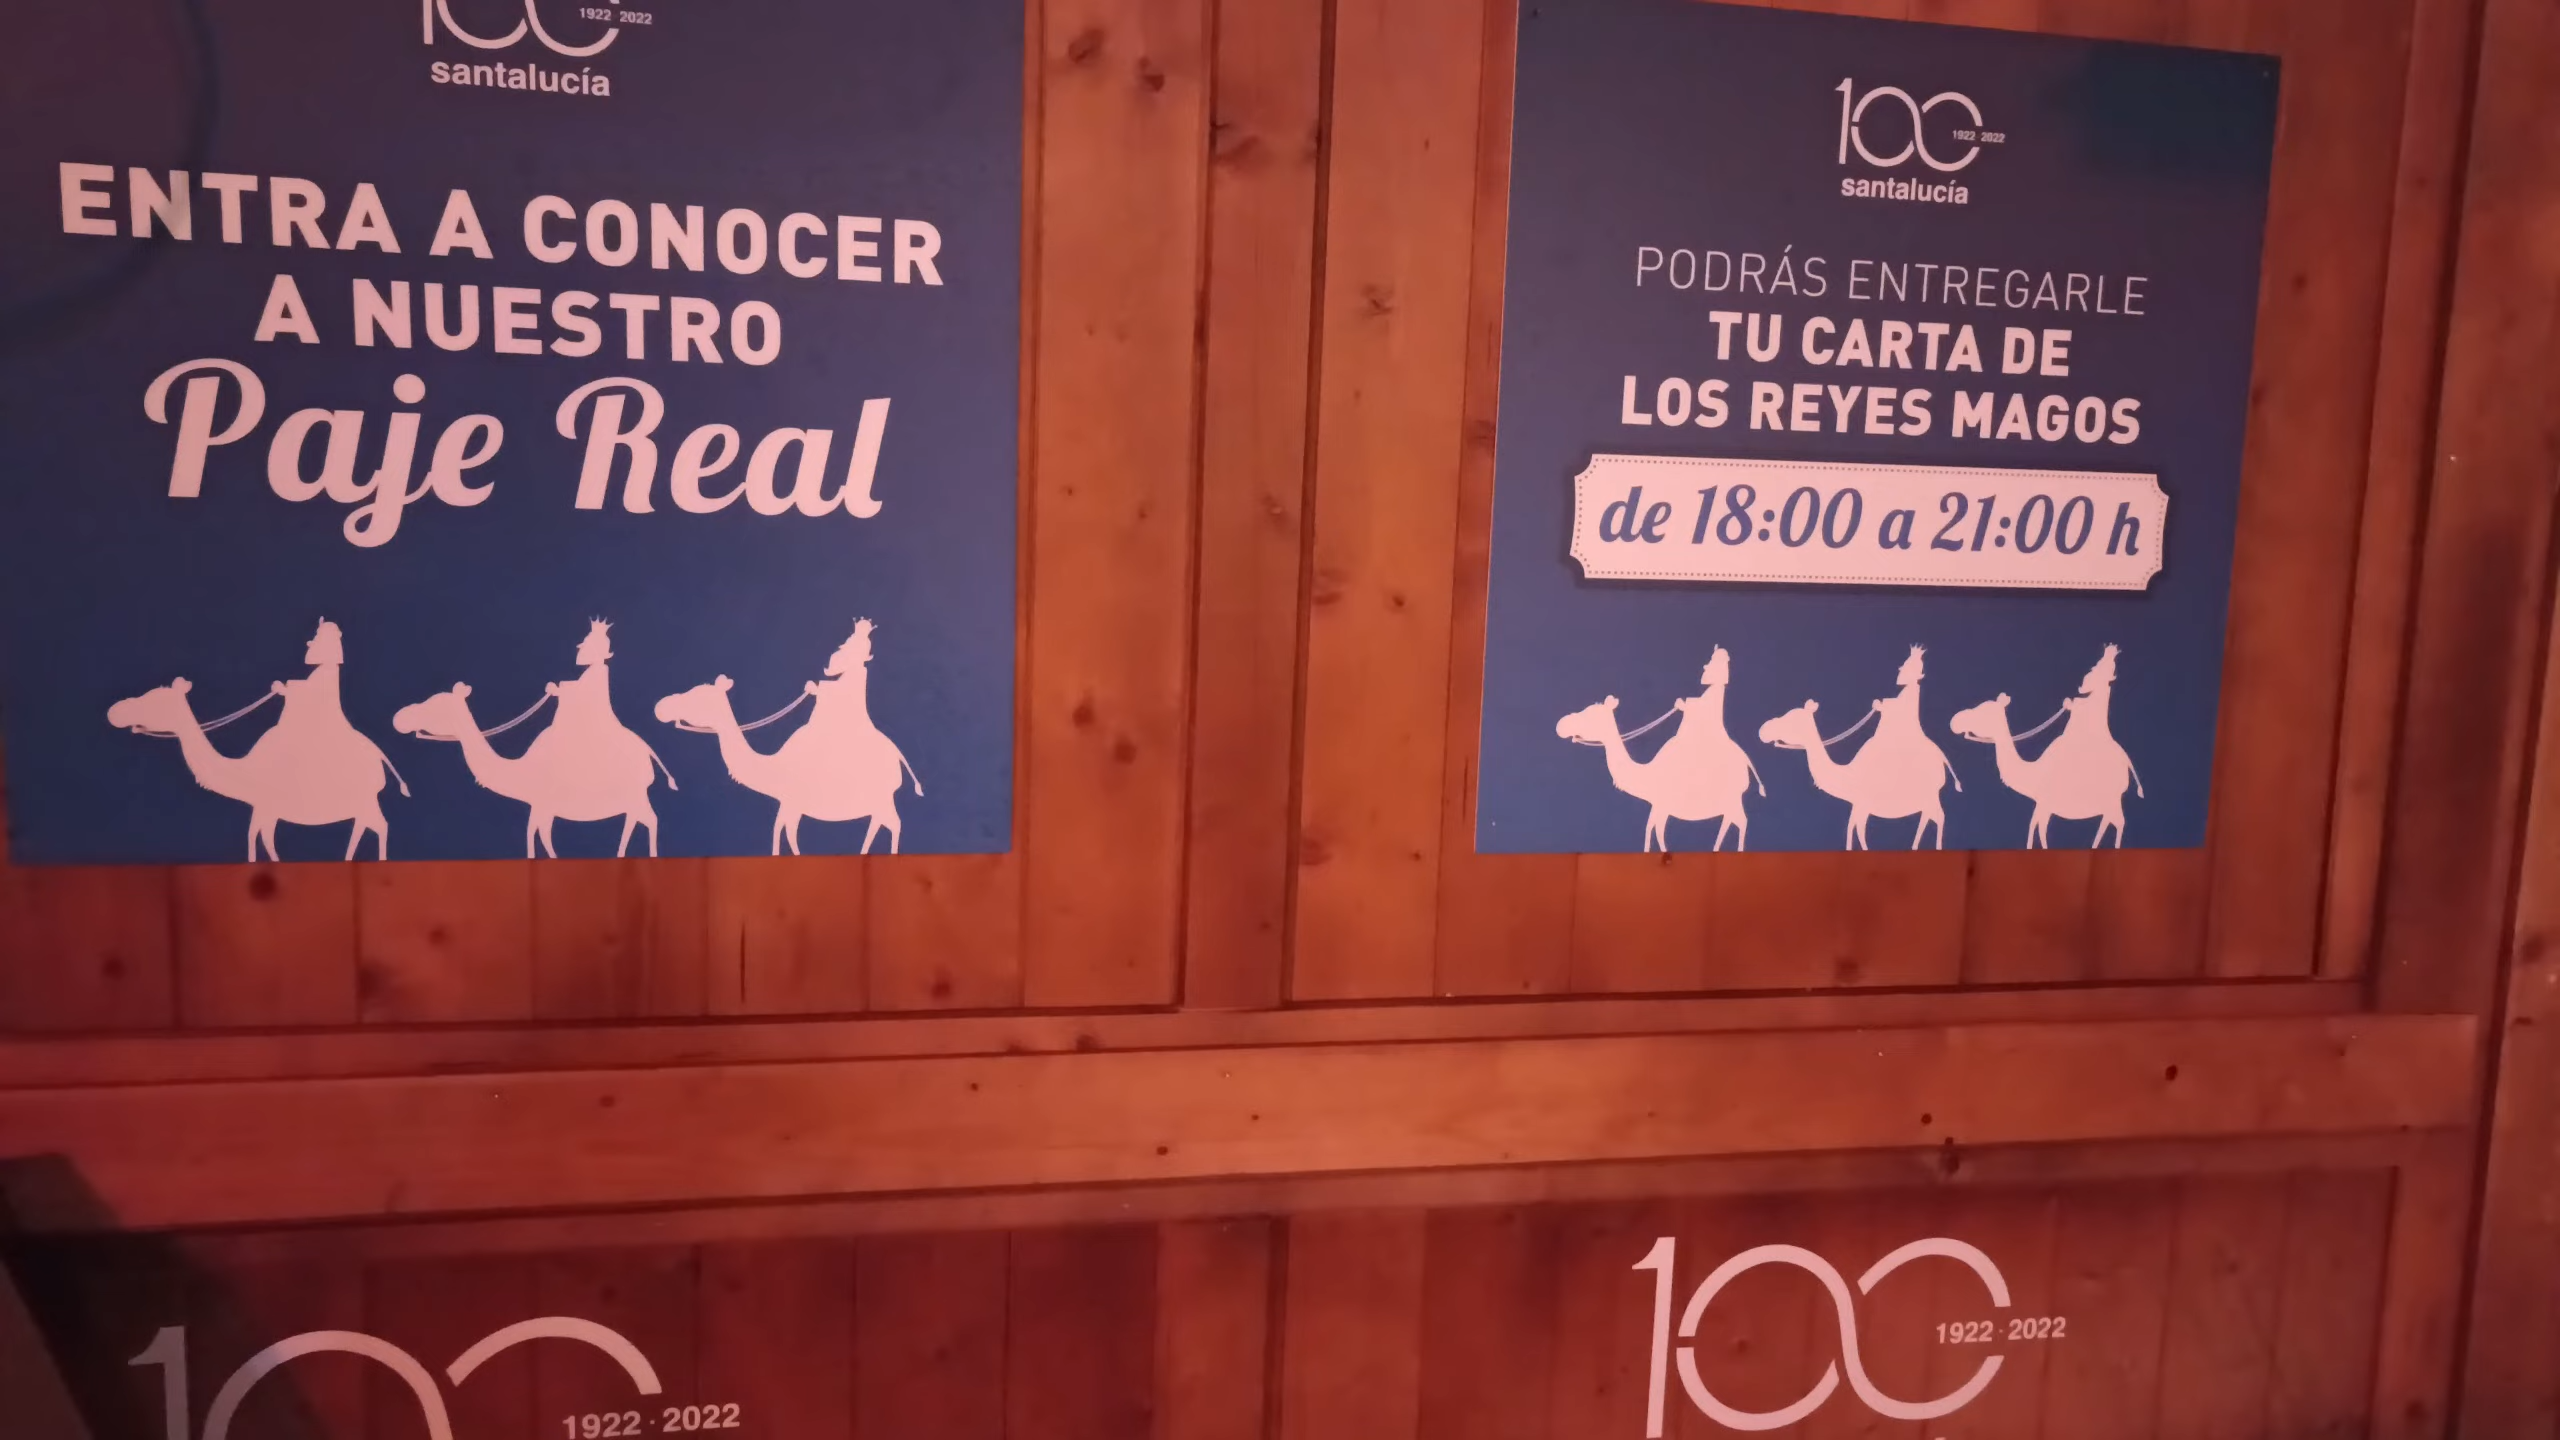 100
1922 2022
santalucía
ENTRA A CONOCER
A NUESTRO
Paje Real
100
1922 2022
santalucía
PODRÁS ENTREGARLE
TU CARTA DE
LOS REYES MAGOS
de 18:00 a 21:00 h
100
1922·2022
100
1922·2022